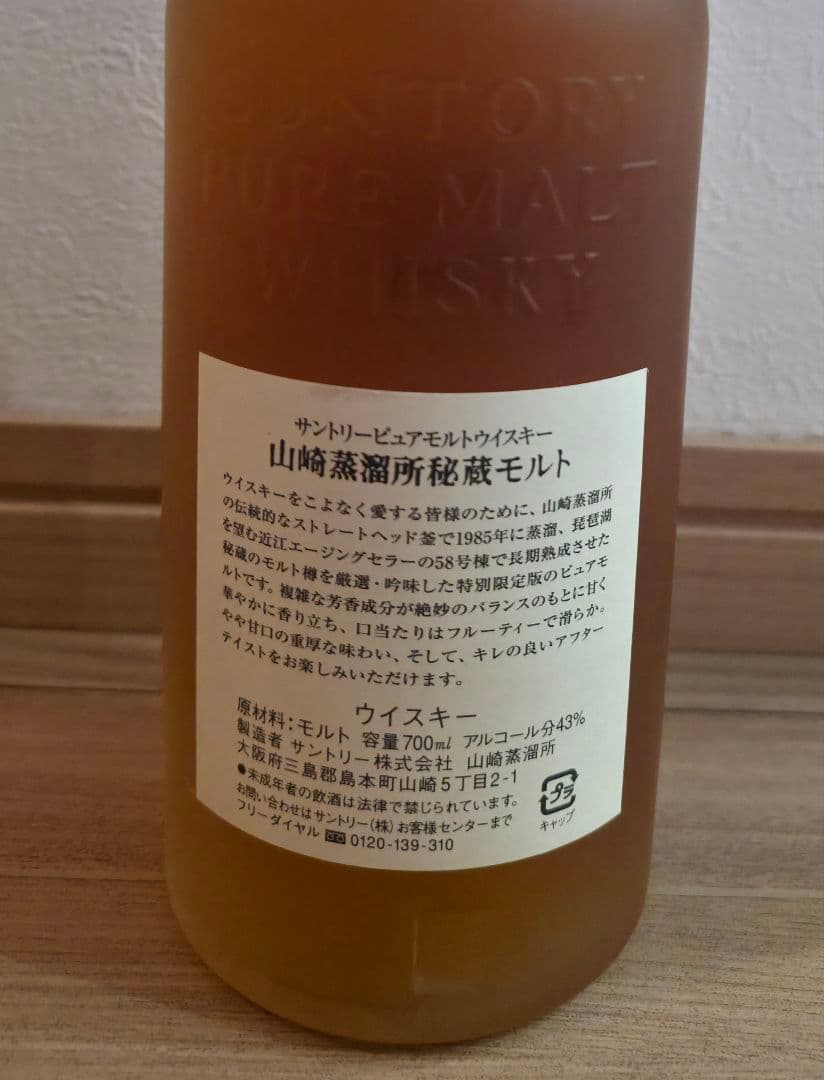 SUNTORY
PURE MALT
WHISKY
サントリーピュアモルトウイスキー
山崎蒸溜所秘蔵モルト
ウイスキーをこよなく愛する皆様のために、山崎蒸溜所
の伝統的なストレートヘッド釜で1985年に蒸溜、琵琶湖
を望む近江エージングセラーの58号棟で長期熟成させた
秘蔵のモルト樽を厳選・吟味した特別限定版のピュアモ
ルトです。複雑な芳香成分が絶妙のバランスのもとに甘く
華やかに香り立ち、口当たりはフルーティーで滑らか。
やや甘口の重厚な味わい、そして、キレの良いアフター
テイストをお楽しみいただけます。
ウイスキー
原材料：モルト 容量700ml アルコール分43%
製造者 サントリー株式会社 山崎蒸溜所
大阪府三島郡島本町山崎5丁目2-1
●未成年者の飲酒は法律で禁じられています。
お問い合わせはサントリー(株)お客様センターまで
フリーダイヤル 0120-139-310
プラ
キャップ